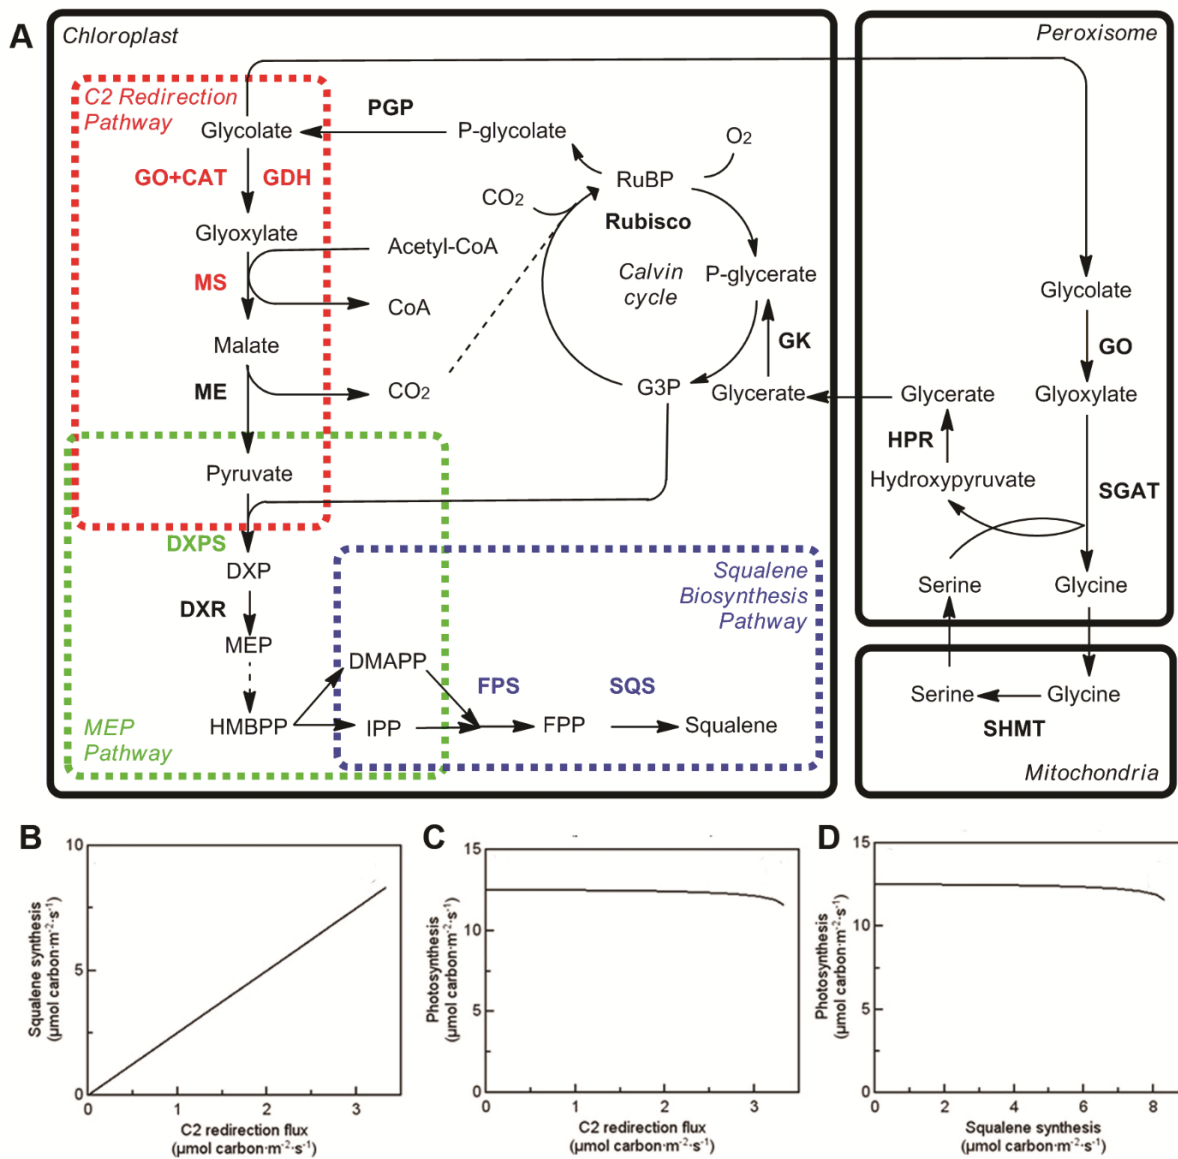 A
Chloroplast
Peroxisome
C2 Redirection
Pathway
PGP
Glycolate
P-glycolate
O2
GO+CAT
GDH
CO2
RuBP
Rubisco
Glyoxylate
Acetyl-CoA
Calvin
cycle
P-glycerate
MS
CoA
Glycolate
Malate
GK
GO
ME
CO2
G3P
Glycerate
Glycerate
Glyoxylate
HPR
Pyruvate
Hydroxypyruvate
SGAT
DXPS
DXP
Squalene
Biosynthesis
Pathway
Serine
Glycine
DXR
MEP
DMAPP
FPS
SQS
Serine
Glycine
HMBPP
IPP
FPP
Squalene
SHMT
MEP
Pathway
Mitochondria
B
Squalene synthesis
(µmol carbon·m-2·s-1)
10
5
0
0 1 2 3
C2 redirection flux
(µmol carbon·m-2·s-1)
C
Photosynthesis
(µmol carbon·m-2·s-1)
15
10
5
0
0 1 2 3
C2 redirection flux
(µmol carbon·m-2·s-1)
D
Photosynthesis
(µmol carbon·m-2·s-1)
15
10
5
0
0 2 4 6 8
Squalene synthesis
(µmol carbon·m-2·s-1)